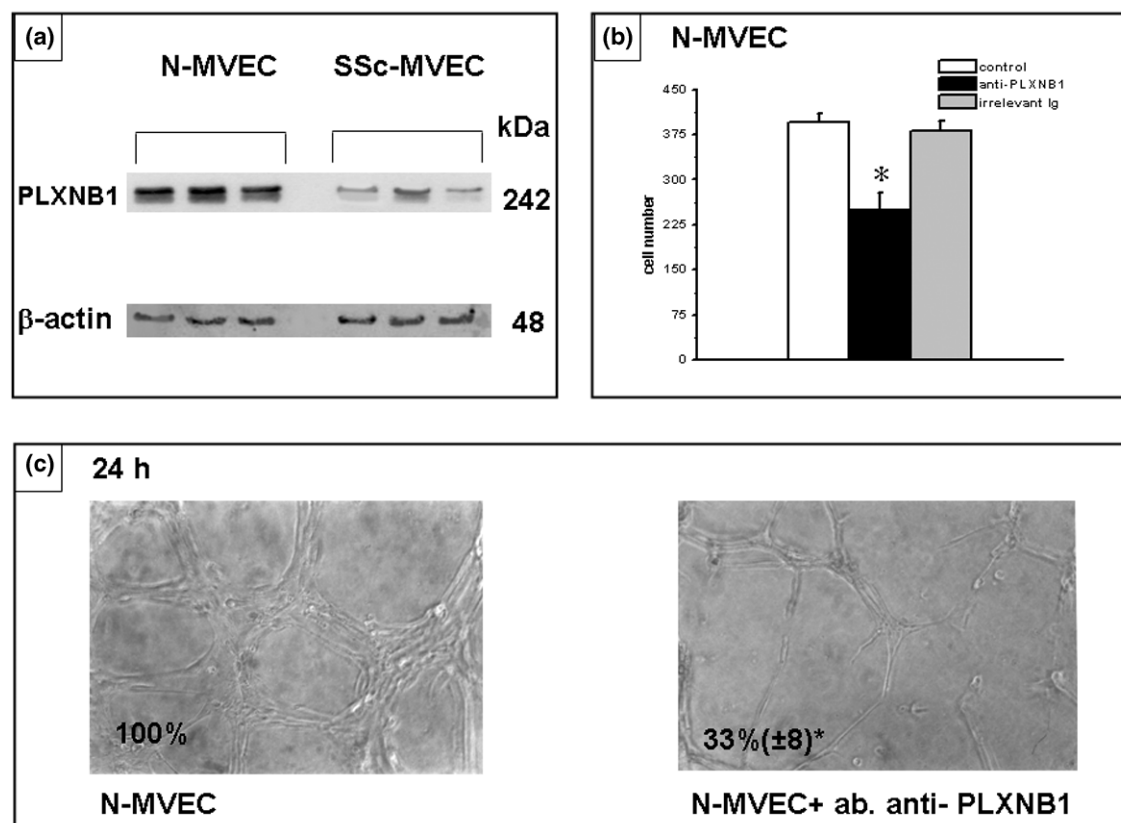 (a)
N-MVEC SSc-MVEC
kDa
PLXNB1 242
β-actin 48
(b) N-MVEC
control
anti-PLXNB1
irrelevant Ig
450
375
300
225
150
75
0
cell number
*
(c) 24 h
100%
33%(±8)*
N-MVEC
N-MVEC+ ab. anti- PLXNB1